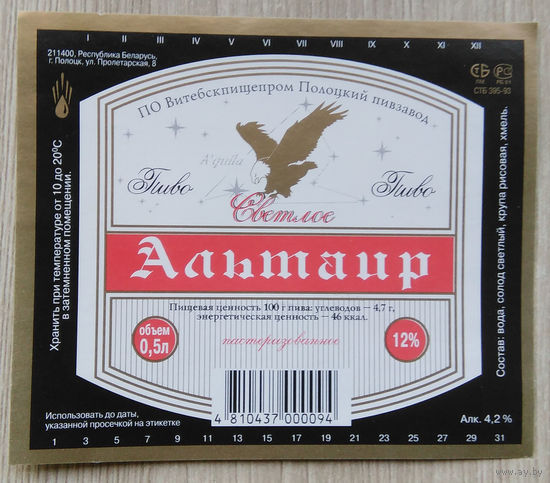 I II III IV V VI VII VIII IX X XI XII
211400, Республика Беларусь,
г. Полоцк, ул. Пролетарская, 8
СТБ 395-93
ПО Витебскпищепром Полоцкий пивзавод
A'quila
Пиво
Пиво
Светлое
Альтаир
Пищевая ценность 100 г пива: углеводов – 4,7 г,
энергетическая ценность – 46 ккал.
пастеризованное
объем
0,5л
12%
Хранить при температуре от 10 до 20°С
в затемненном помещении.
Состав: вода, солод светлый, крупа рисовая, хмель.
4 810437 000094
Использовать до даты,
указанной просечкой на этикетке
Алк. 4,2 %
1 3 5 7 9 11 13 15 17 19 21 23 25 27 29 31
www.ay.by